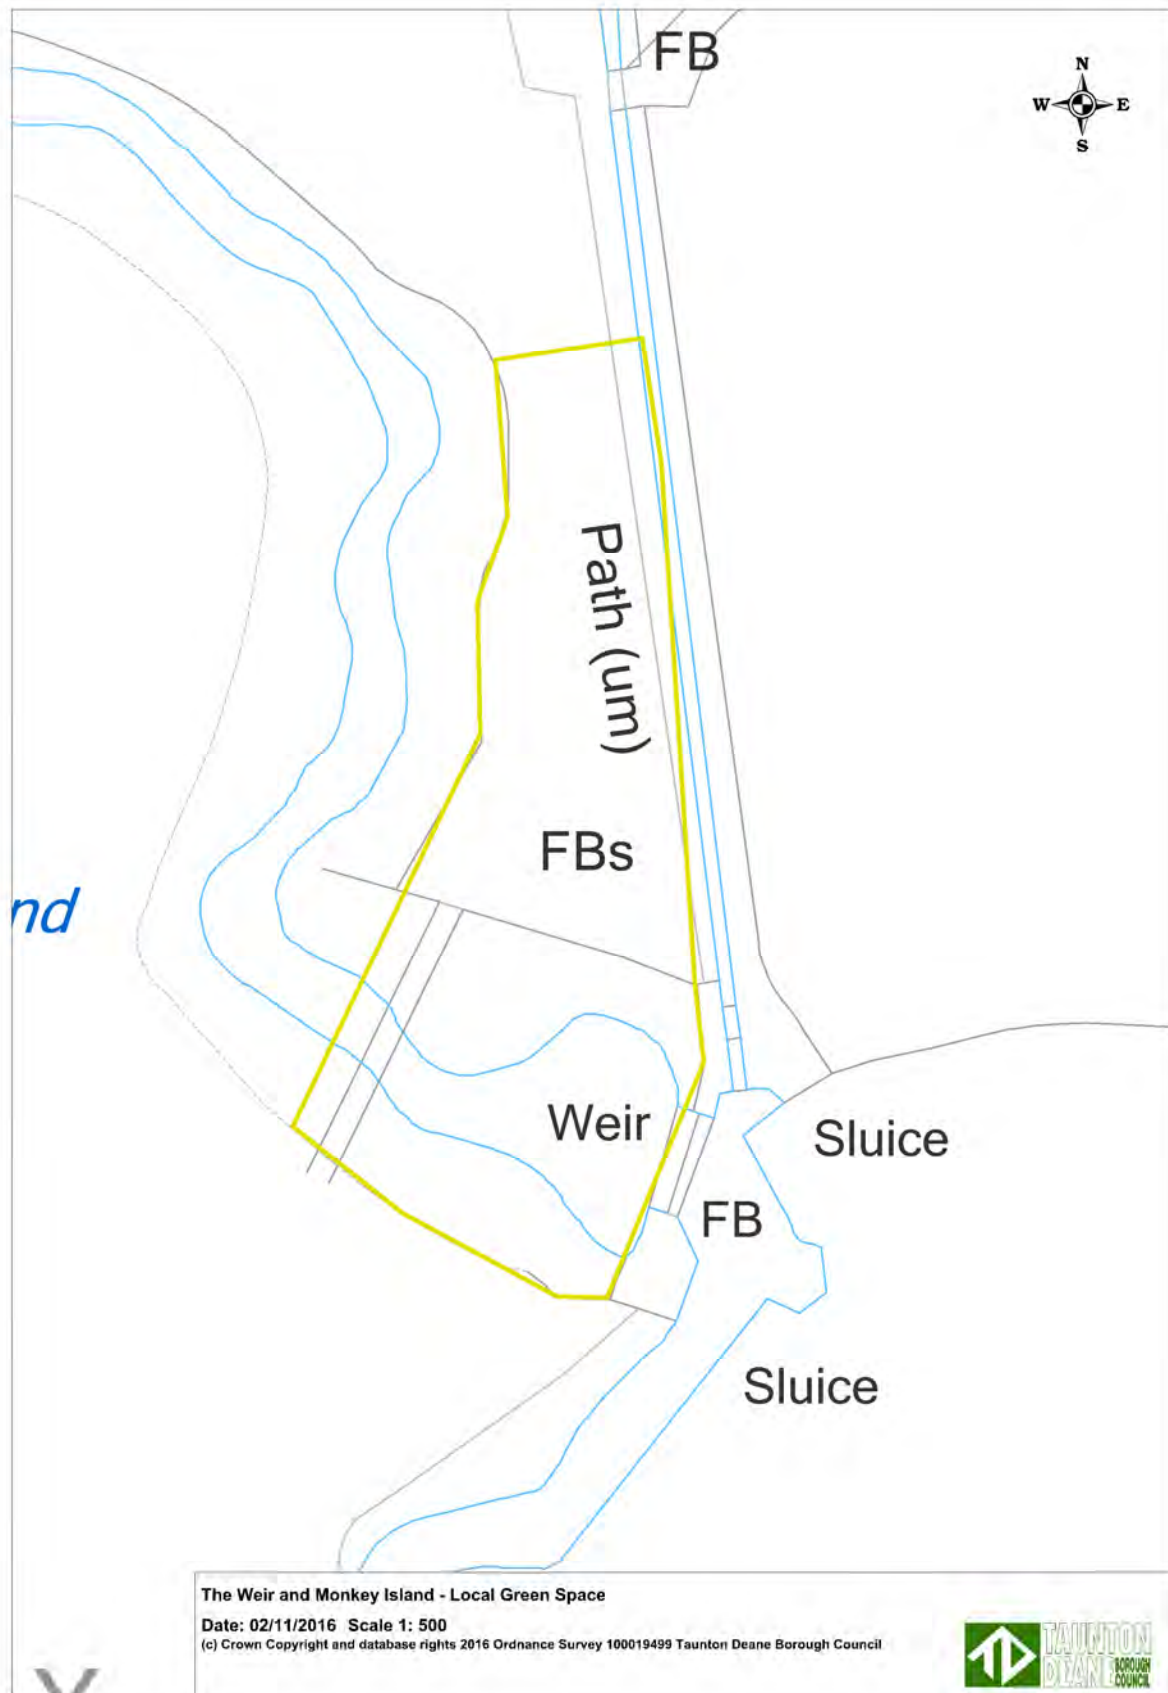 FB
N
W E
S
Path (um)
FBs
nd
Weir
Sluice
FB
Sluice
The Weir and Monkey Island - Local Green Space
Date: 02/11/2016 Scale 1: 500
(c) Crown Copyright and database rights 2016 Ordnance Survey 100019499 Taunton Deane Borough Council
TD
TAUNTON
DEANE BOROUGH
COUNCIL